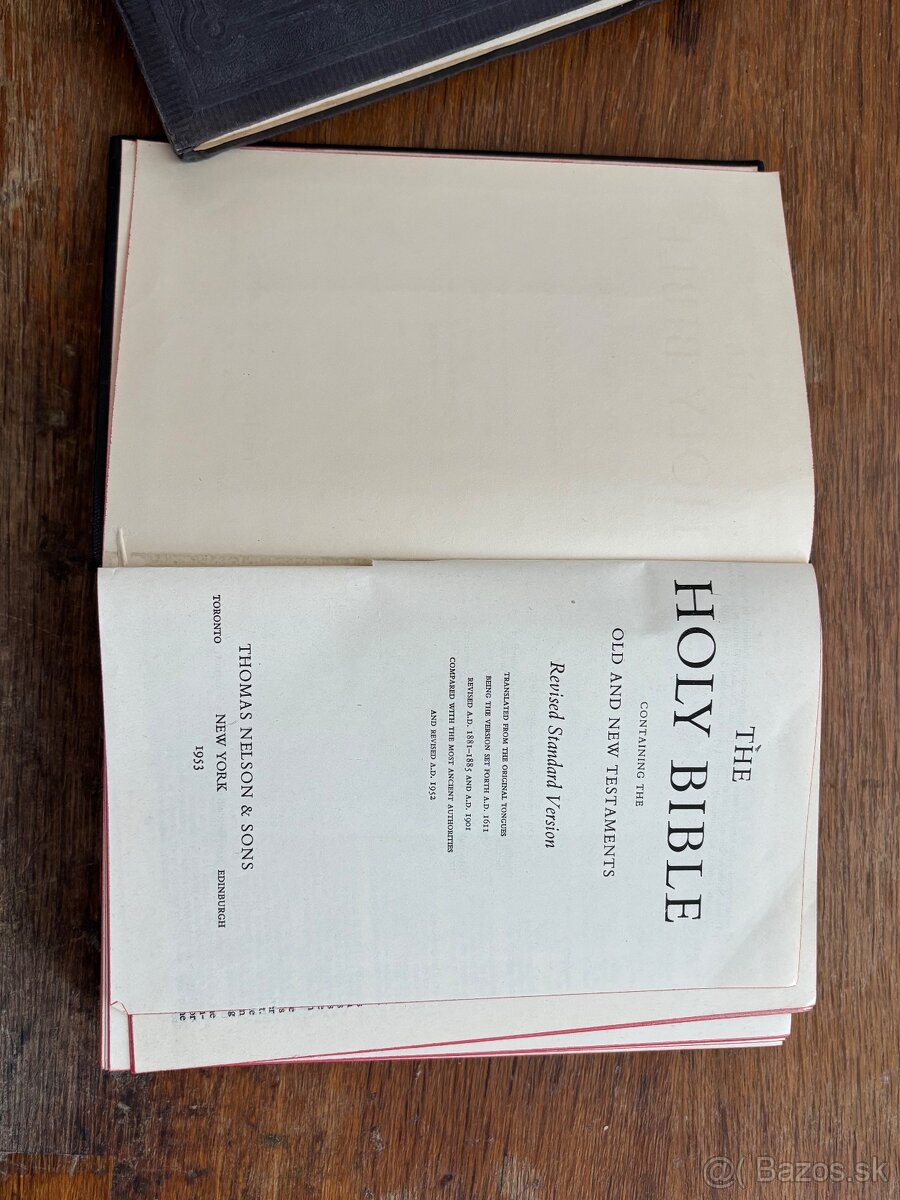 THE
HOLY BIBLE
CONTAINING THE
OLD AND NEW TESTAMENTS
Revised Standard Version
TRANSLATED FROM THE ORIGINAL TONGUES
BEING THE VERSION SET FORTH A.D. 1611
REVISED A.D. 1881-1885 AND A.D. 1901
COMPARED WITH THE MOST ANCIENT AUTHORITIES
AND REVISED A.D. 1952
THOMAS NELSON & SONS
TORONTO NEW YORK EDINBURGH
1953
@( Bazos.sk